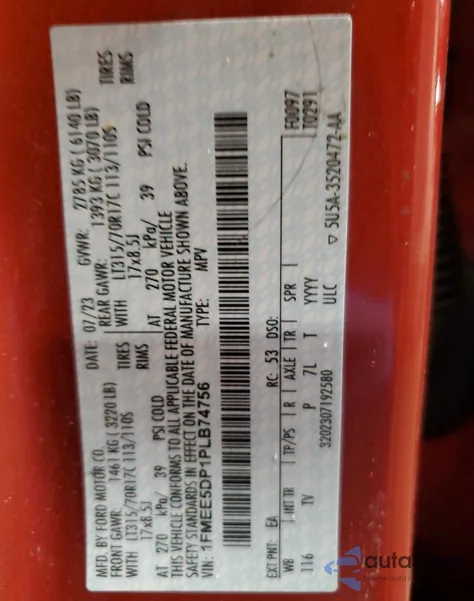 MFD. BY FORD MOTOR CO. DATE: 07/23 GVWR: 2785 KG ( 6140 LB)
FRONT GAWR: 1461 KG ( 3220 LB) REAR GAWR: 1393 KG ( 3070 LB)
WITH LT315/70R17C 113/110S TIRES WITH LT315/70R17C 113/110S TIRES
17x8.5J RIMS 17x8.5J RIMS
AT 270 kPa/ 39 PSI COLD AT 270 kPa/ 39 PSI COLD
THIS VEHICLE CONFORMS TO ALL APPLICABLE FEDERAL MOTOR VEHICLE
SAFETY STANDARDS IN EFFECT ON THE DATE OF MANUFACTURE SHOWN ABOVE.
VIN: 1FMEE5DP1PLB74756 TYPE: MPV
F0097
T0291
EXT PNT: EA RC: 53 DSO:
WB INT TR TP/PS R AXLE TR SPR
116 TV P 7L T YYYY
3202307192580 ULC
▽ 5U5A-3520472-AA